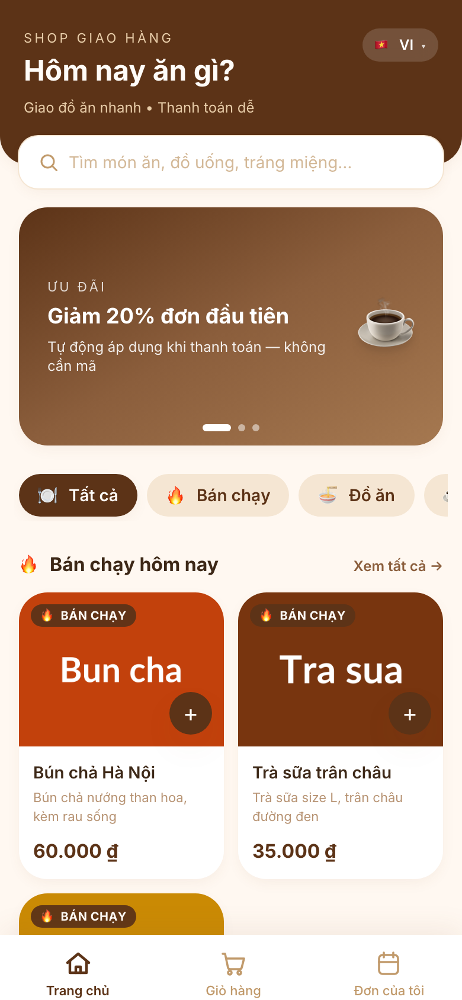 SHOP GIAO HÀNG
VI
Hôm nay ăn gì?
Giao đồ ăn nhanh • Thanh toán dễ
Tìm món ăn, đồ uống, tráng miệng...
ƯU ĐÃI
Giảm 20% đơn đầu tiên
Tự động áp dụng khi thanh toán — không
cần mã
Tất cả
Bán chạy
Đồ ăn
Bán chạy hôm nay
Xem tất cả →
BÁN CHẠY
Bun cha
+
Bún chả Hà Nội
Bún chả nướng than hoa,
kèm rau sống
60.000 ₫
BÁN CHẠY
Tra sua
+
Trà sữa trân châu
Trà sữa size L, trân châu
đường đen
35.000 ₫
BÁN CHẠY
Trang chủ
Giỏ hàng
Đơn của tôi